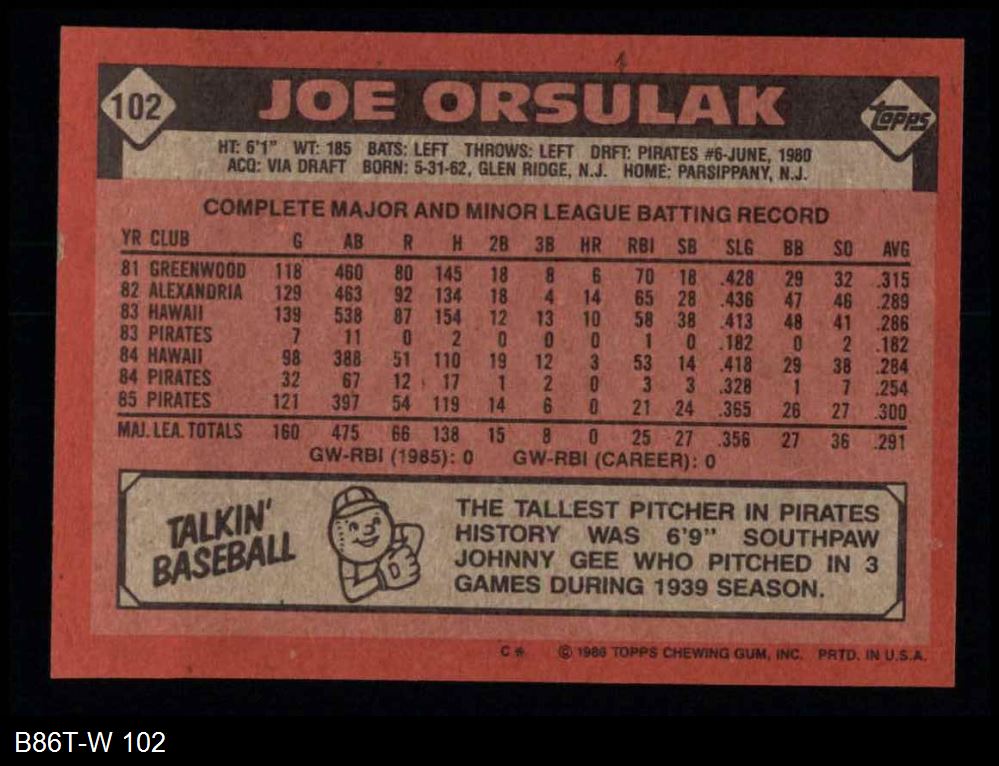 102
JOE ORSULAK
topps
HT: 6'1" WT: 185 BATS: LEFT THROWS: LEFT DRFT: PIRATES #6-JUNE, 1980
ACQ: VIA DRAFT BORN: 5-31-62, GLEN RIDGE, N.J. HOME: PARSIPPANY, N.J.
COMPLETE MAJOR AND MINOR LEAGUE BATTING RECORD
YR CLUB G AB R H 2B 3B HR RBI SB SLG BB SO AVG
81 GREENWOOD 118 460 80 145 18 8 6 70 18 .428 29 32 .315
82 ALEXANDRIA 129 463 92 134 18 4 14 65 28 .436 47 46 .289
83 HAWAII 139 538 87 154 12 13 10 58 38 .413 48 41 .286
83 PIRATES 7 11 0 2 0 0 0 1 0 .182 0 2 .182
84 HAWAII 98 388 51 110 19 12 3 53 14 .418 29 38 .284
84 PIRATES 32 67 12 17 1 2 0 3 3 .328 1 7 .254
85 PIRATES 121 397 54 119 14 6 0 21 24 .365 26 27 .300
MAJ. LEA. TOTALS 160 475 66 138 15 8 0 25 27 .356 27 36 .291
GW-RBI (1985): 0 GW-RBI (CAREER): 0
TALKIN'
BASEBALL
THE TALLEST PITCHER IN PIRATES
HISTORY WAS 6'9" SOUTHPAW
JOHNNY GEE WHO PITCHED IN 3
GAMES DURING 1939 SEASON.
C* © 1986 TOPPS CHEWING GUM, INC. PRTD. IN U.S.A.
B86T-W 102